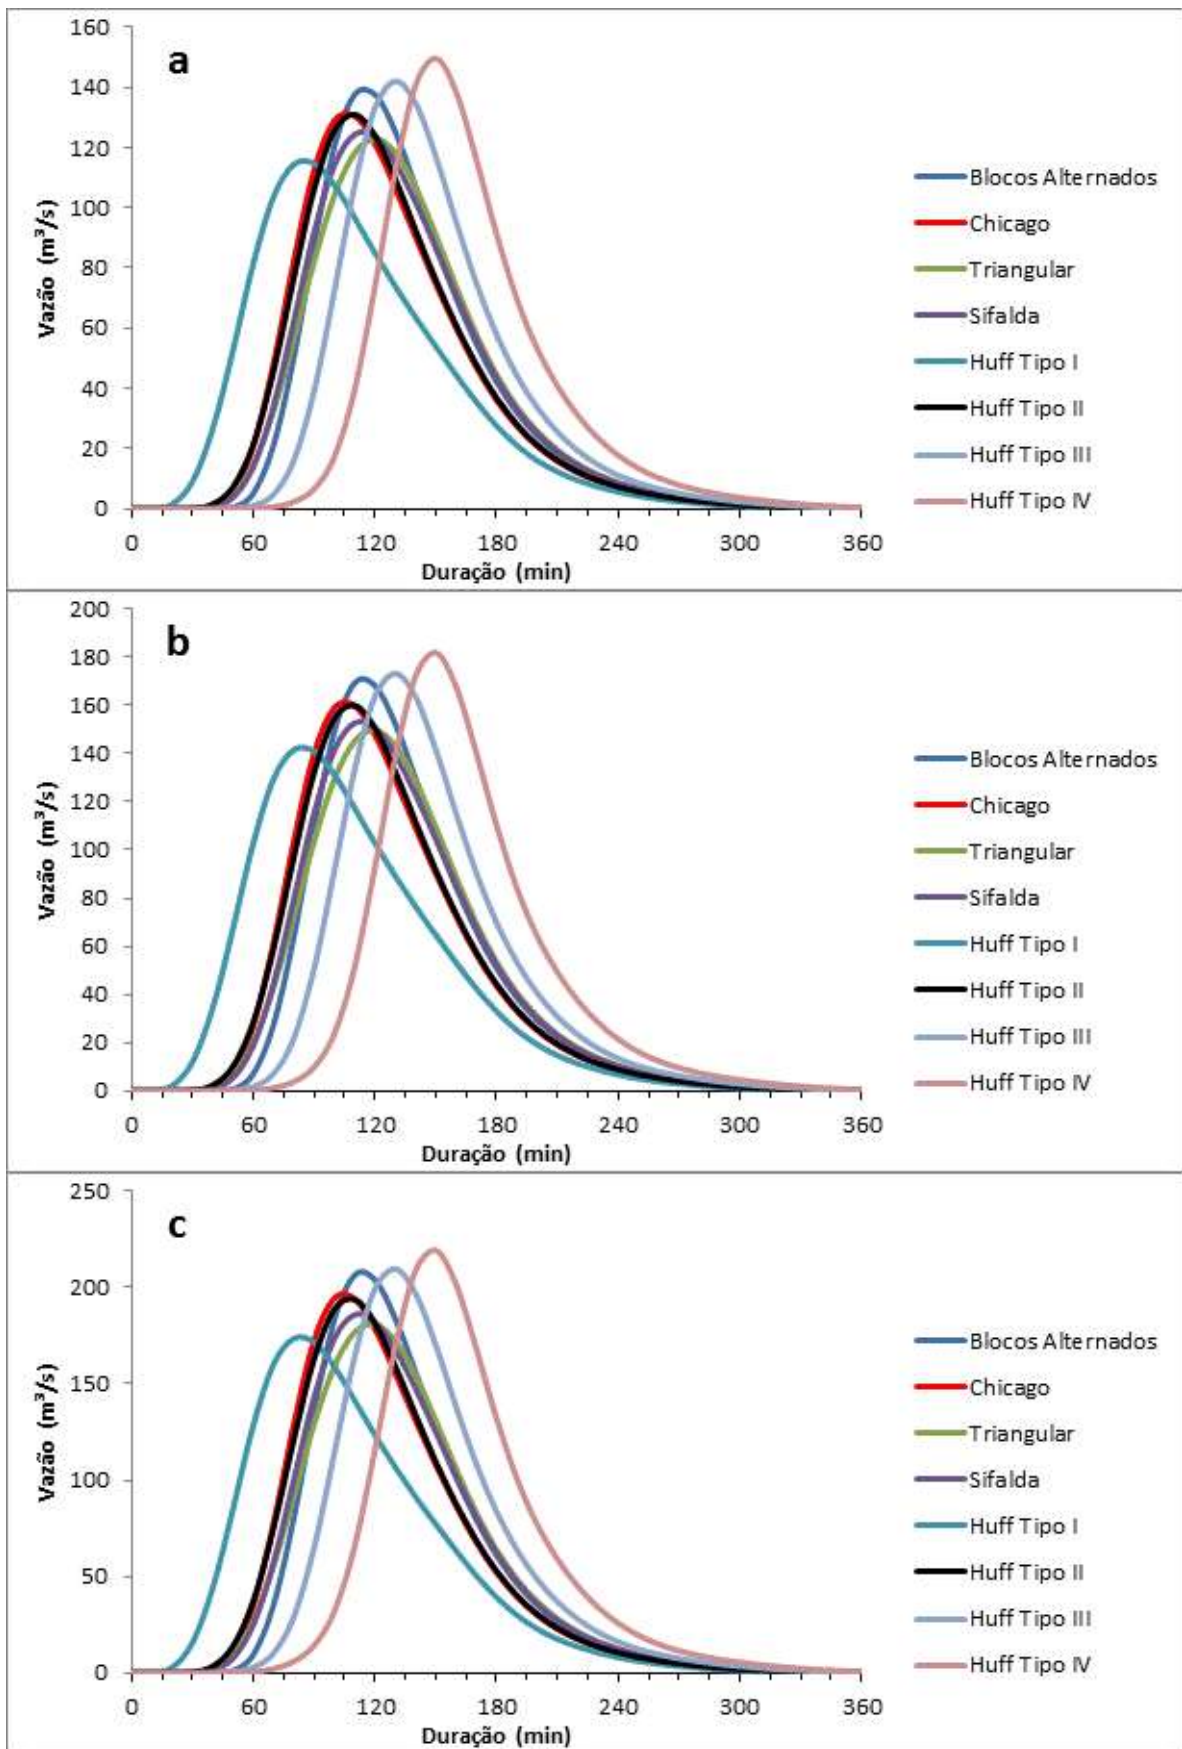 a
160
140
120
100
80
60
40
20
0
Vazão (m³/s)
0 60 120 180 240 300 360
Duração (min)
Blocos Alternados
Chicago
Triangular
Sifalda
Huff Tipo I
Huff Tipo II
Huff Tipo III
Huff Tipo IV
b
200
180
160
140
120
100
80
60
40
20
0
Vazão (m³/s)
0 60 120 180 240 300 360
Duração (min)
Blocos Alternados
Chicago
Triangular
Sifalda
Huff Tipo I
Huff Tipo II
Huff Tipo III
Huff Tipo IV
c
250
200
150
100
50
0
Vazão (m³/s)
0 60 120 180 240 300 360
Duração (min)
Blocos Alternados
Chicago
Triangular
Sifalda
Huff Tipo I
Huff Tipo II
Huff Tipo III
Huff Tipo IV